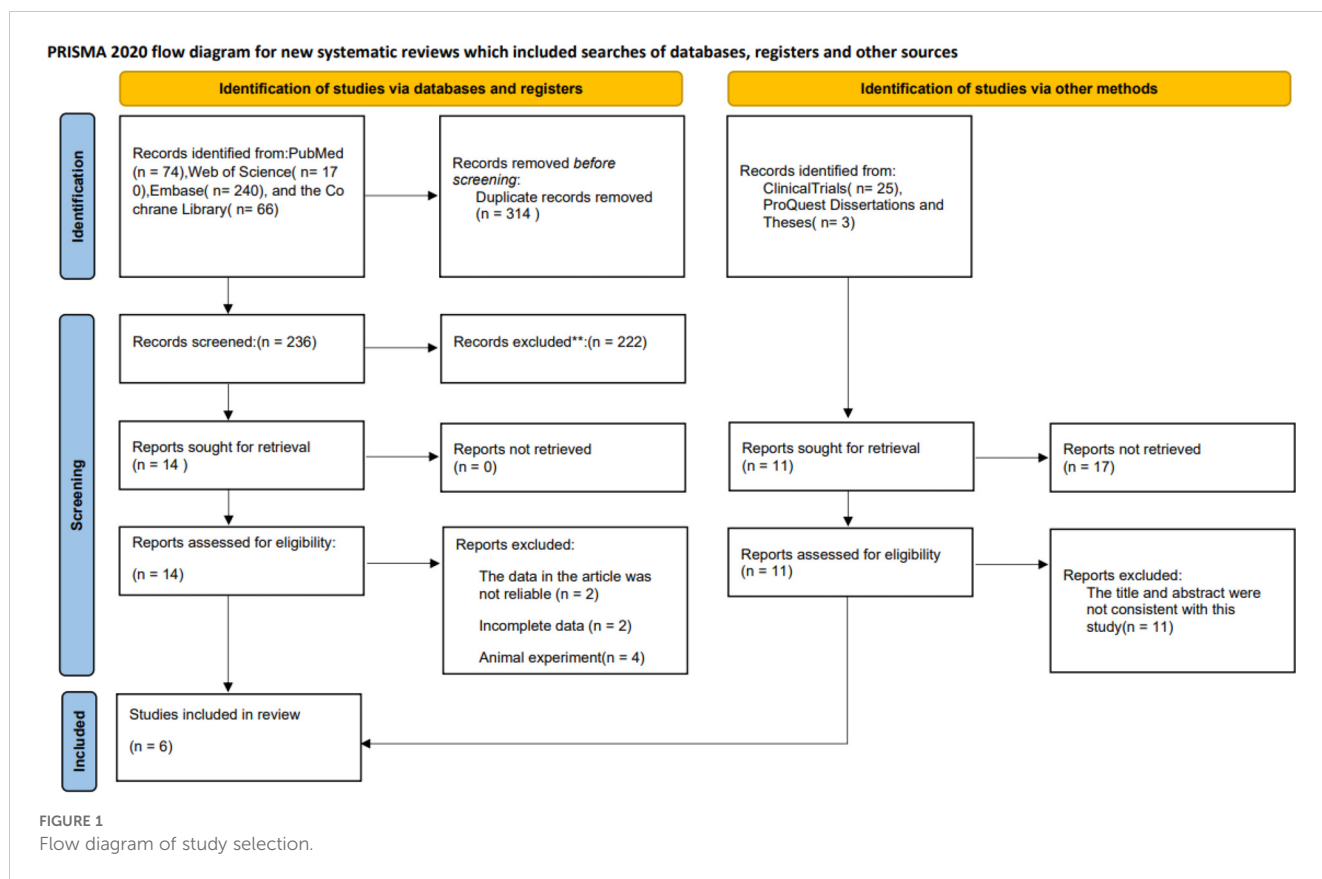 PRISMA 2020 flow diagram for new systematic reviews which included searches of databases, registers and other sources
Identification of studies via databases and registers
Identification of studies via other methods
Identification
Records identified from:PubMed
(n = 74),Web of Science( n= 17
0),Embase( n= 240), and the Co
chrane Library( n= 66)
Records removed before
screening:
Duplicate records removed
(n = 314 )
Records identified from:
ClinicalTrials( n= 25),
ProQuest Dissertations and
Theses( n= 3)
Screening
Records screened:(n = 236)
Records excluded**:(n = 222)
Reports sought for retrieval
(n = 14 )
Reports not retrieved
(n = 0)
Reports sought for retrieval
(n = 11)
Reports not retrieved
(n = 17)
Reports assessed for eligibility:
(n = 14)
Reports excluded:
The data in the article was
not reliable (n = 2)
Incomplete data (n = 2)
Animal experiment(n = 4)
Reports assessed for eligibility
(n = 11)
Reports excluded:
The title and abstract were
not consistent with this
study(n = 11)
Included
Studies included in review
(n = 6)
FIGURE 1
Flow diagram of study selection.